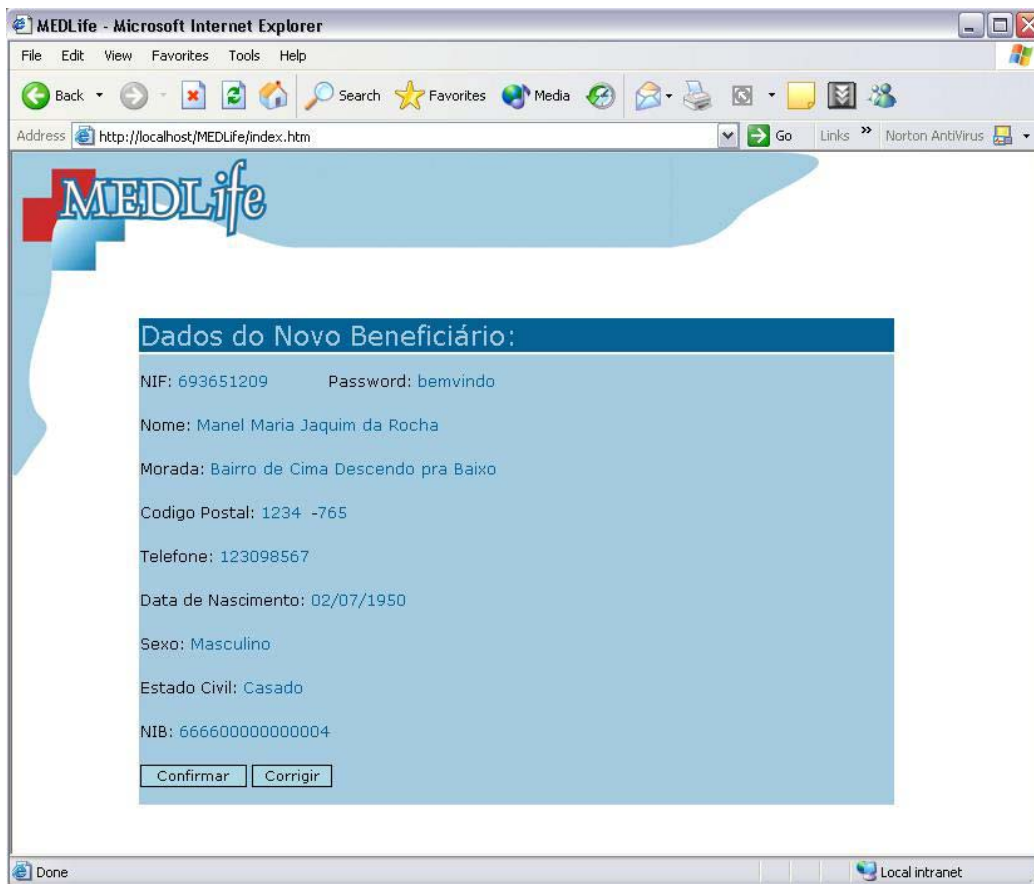 MEDLife - Microsoft Internet Explorer
File Edit View Favorites Tools Help
Back Search Favorites Media
Address http://localhost/MEDLife/index.htm Go Links » Norton AntiVirus
MEDLife
Dados do Novo Beneficiário:
NIF: 693651209 Password: bemvindo
Nome: Manel Maria Jaquim da Rocha
Morada: Bairro de Cima Descendo pra Baixo
Codigo Postal: 1234 -765
Telefone: 123098567
Data de Nascimento: 02/07/1950
Sexo: Masculino
Estado Civil: Casado
NIB: 666600000000004
Confirmar Corrigir
Done Local intranet